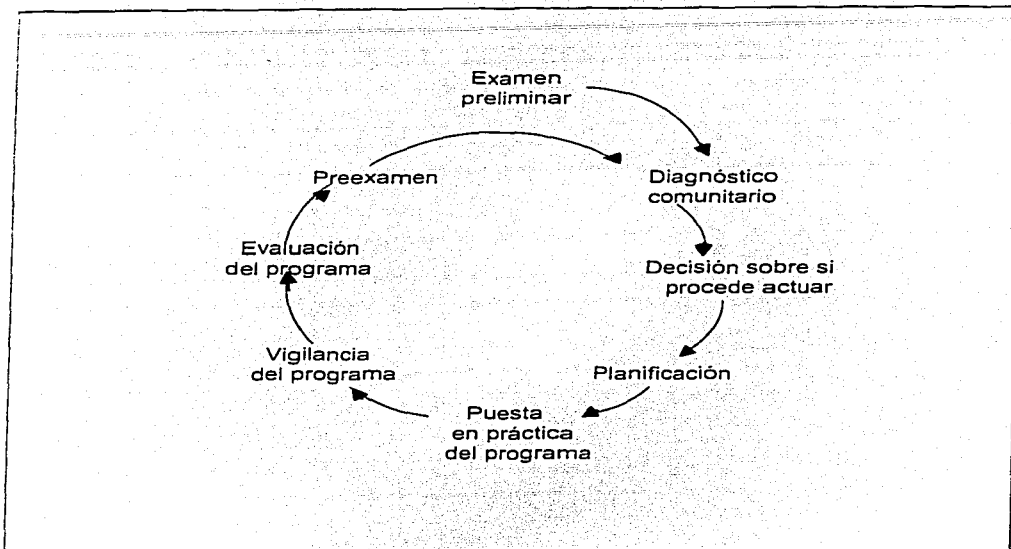 Examen
preliminar
Diagnóstico
comunitario
Decisión sobre si
procede actuar
Planificación
Puesta
en práctica
del programa
Vigilancia
del programa
Evaluación
del programa
Preexamen